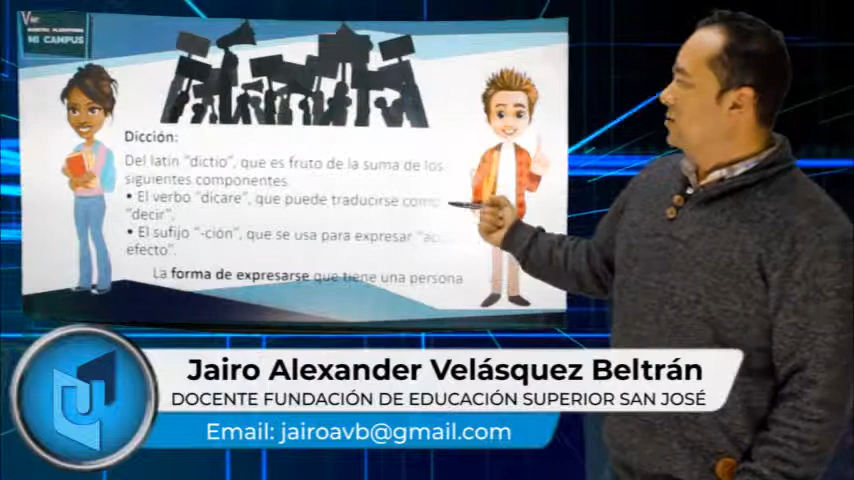 MI CAMPUS
Dicción:
Del latín "dictio", que es fruto de la suma de los
siguientes componentes.
• El verbo "dicare", que puede traducirse como
"decir".
• El sufijo "-ción", que se usa para expresar
efecto".
La forma de expresarse que tiene una persona
Jairo Alexander Velásquez Beltrán
DOCENTE FUNDACIÓN DE EDUCACIÓN SUPERIOR SAN JOSÉ
Email: jairoavb@gmail.com